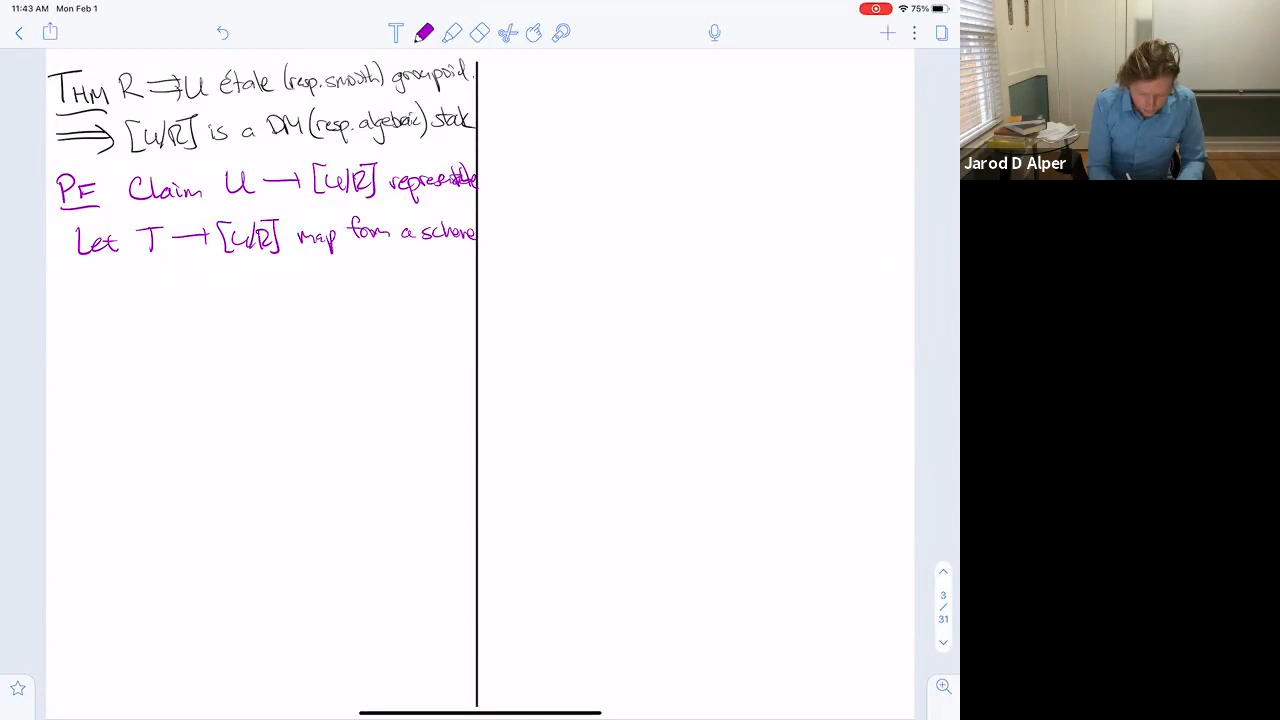 11:43 AM Mon Feb 1
75%
THM R ⇉ U étale (resp. smooth) groupoid.
⟹ [U/R] is a DM (resp. algebraic) stack
PF Claim U → [U/R] representable
Let T → [U/R] map form a scheme
3
/
31
Jarod D Alper